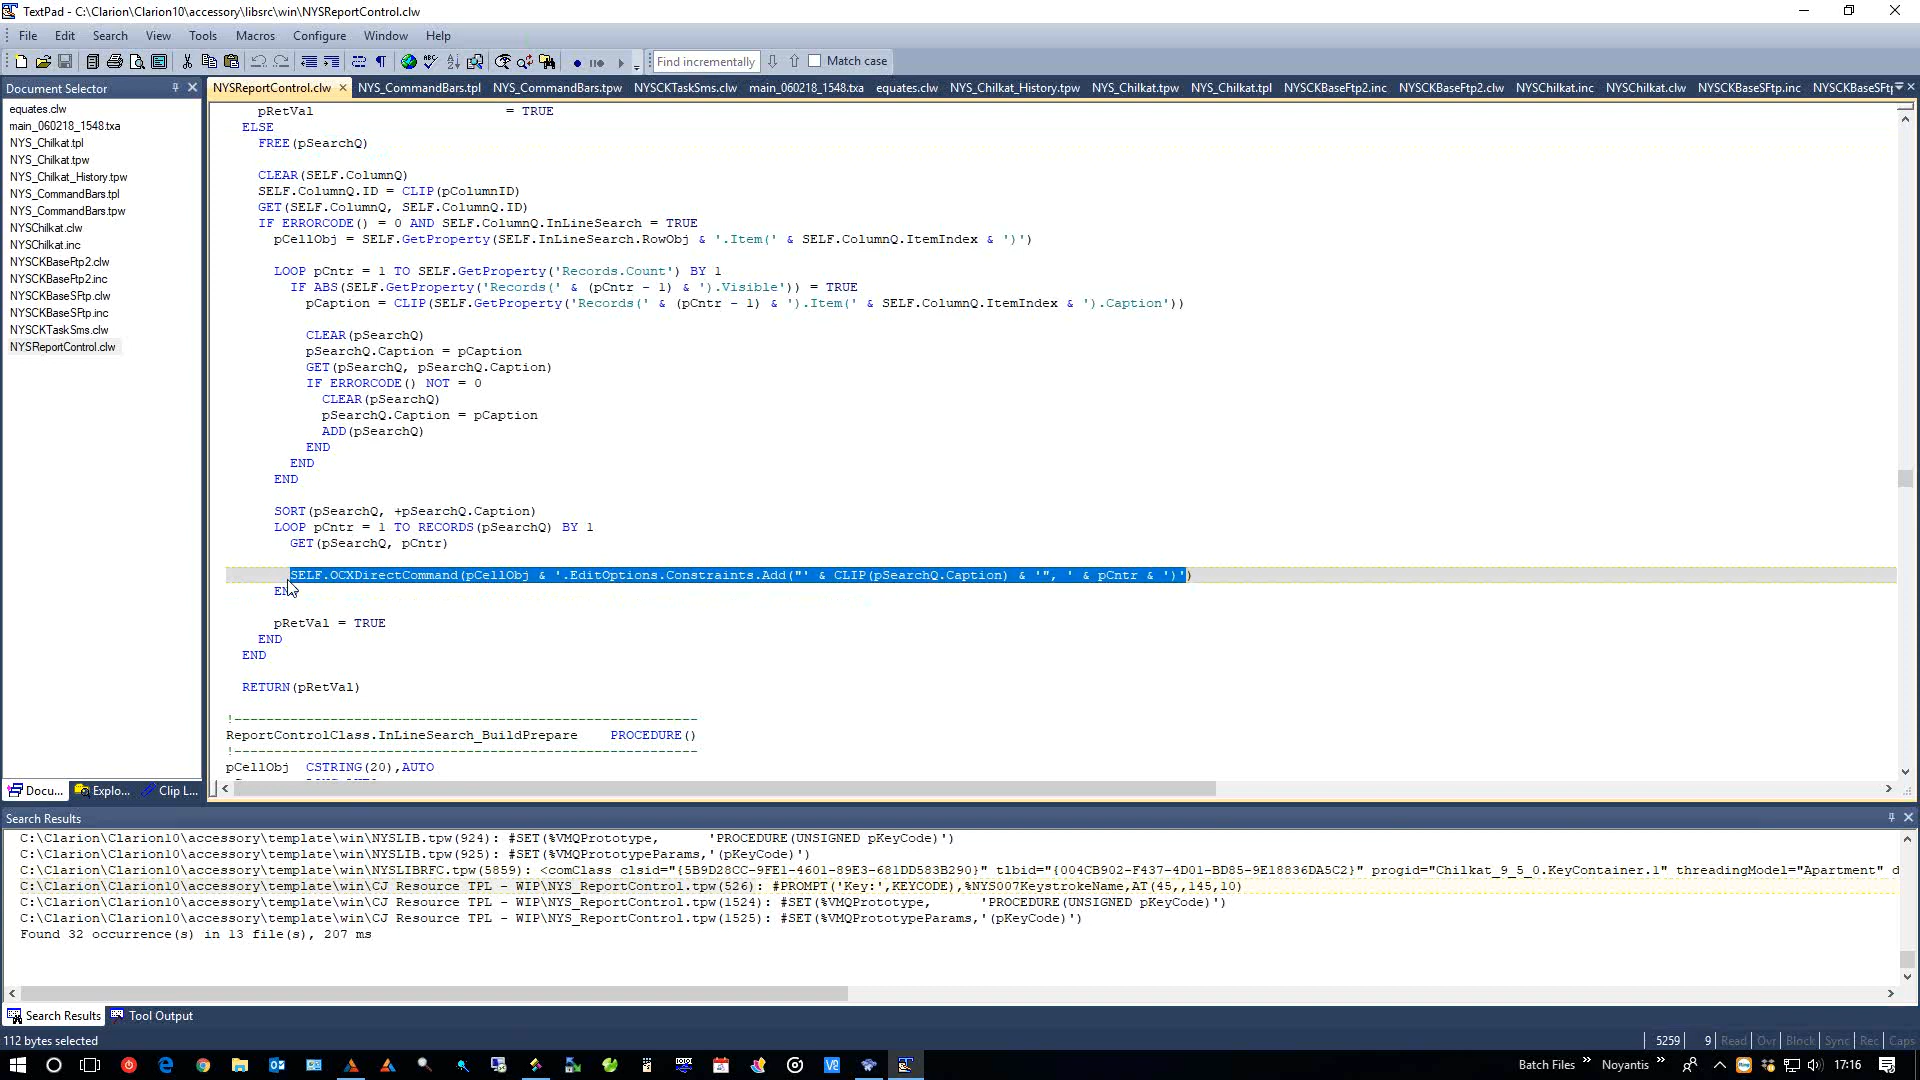 TextPad - C:\Clarion\Clarion10\accessory\libsrc\win\NYSReportControl.clw
File Edit Search View Tools Macros Configure Window Help
Find incrementally Match case
Document Selector
NYSReportControl.clw NYS_CommandBars.tpl NYS_CommandBars.tpw NYSCKTaskSms.clw main_060218_1548.txa equates.clw NYS_Chilkat_History.tpw NYS_Chilkat.tpw NYS_Chilkat.tpl NYSCKBaseFtp2.inc NYSCKBaseFtp2.clw NYSChilkat.inc NYSChilkat.clw NYSCKBaseSFtp.inc NYSCKBaseSFt
equates.clw
main_060218_1548.txa
NYS_Chilkat.tpl
NYS_Chilkat.tpw
NYS_Chilkat_History.tpw
NYS_CommandBars.tpl
NYS_CommandBars.tpw
NYSChilkat.clw
NYSChilkat.inc
NYSCKBaseFtp2.clw
NYSCKBaseFtp2.inc
NYSCKBaseSFtp.clw
NYSCKBaseSFtp.inc
NYSCKTaskSms.clw
NYSReportControl.clw
Docu... Explo... Clip L...
pRetVal = TRUE
ELSE
FREE(pSearchQ)
CLEAR(SELF.ColumnQ)
SELF.ColumnQ.ID = CLIP(pColumnID)
GET(SELF.ColumnQ, SELF.ColumnQ.ID)
IF ERRORCODE() = 0 AND SELF.ColumnQ.InLineSearch = TRUE
pCellObj = SELF.GetProperty(SELF.InLineSearch.RowObj & '.Item(' & SELF.ColumnQ.ItemIndex & ')')
LOOP pCntr = 1 TO SELF.GetProperty('Records.Count') BY 1
IF ABS(SELF.GetProperty('Records(' & (pCntr - 1) & ').Visible')) = TRUE
pCaption = CLIP(SELF.GetProperty('Records(' & (pCntr - 1) & ').Item(' & SELF.ColumnQ.ItemIndex & ').Caption'))
CLEAR(pSearchQ)
pSearchQ.Caption = pCaption
GET(pSearchQ, pSearchQ.Caption)
IF ERRORCODE() NOT = 0
CLEAR(pSearchQ)
pSearchQ.Caption = pCaption
ADD(pSearchQ)
END
END
END
SORT(pSearchQ, +pSearchQ.Caption)
LOOP pCntr = 1 TO RECORDS(pSearchQ) BY 1
GET(pSearchQ, pCntr)
SELF.OCXDirectCommand(pCellObj & '.EditOptions.Constraints.Add("' & CLIP(pSearchQ.Caption) & '", ' & pCntr & ')')
END
pRetVal = TRUE
END
END
RETURN(pRetVal)
!----------------------------------------------------------
ReportControlClass.InLineSearch_BuildPrepare PROCEDURE()
!----------------------------------------------------------
pCellObj CSTRING(20),AUTO
Search Results
C:\Clarion\Clarion10\accessory\template\win\NYSLIB.tpw(924): #SET(%VMQPrototype, 'PROCEDURE(UNSIGNED pKeyCode)')
C:\Clarion\Clarion10\accessory\template\win\NYSLIB.tpw(925): #SET(%VMQPrototypeParams,'(pKeyCode)')
C:\Clarion\Clarion10\accessory\template\win\NYSLIBRFC.tpw(5859): <comClass clsid="{5B9D28CC-9FE1-4601-89E3-681DD583B290}" tlbid="{004CB902-F437-4D01-BD85-9E18836DA5C2}" progid="Chilkat_9_5_0.KeyContainer.1" threadingModel="Apartment" d
C:\Clarion\Clarion10\accessory\template\win\CJ Resource TPL - WIP\NYS_ReportControl.tpw(526): #PROMPT('Key:',KEYCODE),%NYS007KeystrokeName,AT(45,,145,10)
C:\Clarion\Clarion10\accessory\template\win\CJ Resource TPL - WIP\NYS_ReportControl.tpw(1524): #SET(%VMQPrototype, 'PROCEDURE(UNSIGNED pKeyCode)')
C:\Clarion\Clarion10\accessory\template\win\CJ Resource TPL - WIP\NYS_ReportControl.tpw(1525): #SET(%VMQPrototypeParams,'(pKeyCode)')
Found 32 occurrence(s) in 13 file(s), 207 ms
Search Results Tool Output
112 bytes selected 5259 9 Read Ovr Block Sync Rec Caps
Batch Files Noyantis 17:16